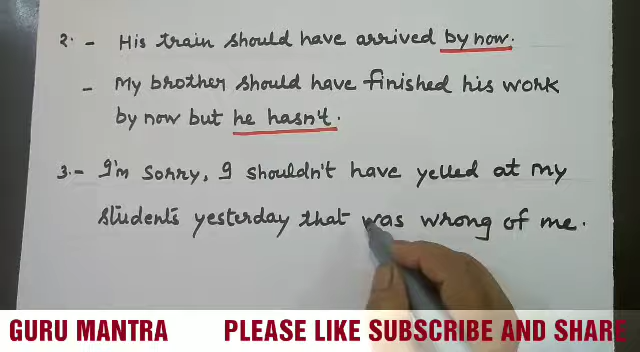 2. - His train should have arrived by now.
- My brother should have finished his work
by now but he hasn't.
3. - I'm sorry, I shouldn't have yelled at my
students yesterday that was wrong of me.
GURU MANTRA PLEASE LIKE SUBSCRIBE AND SHARE